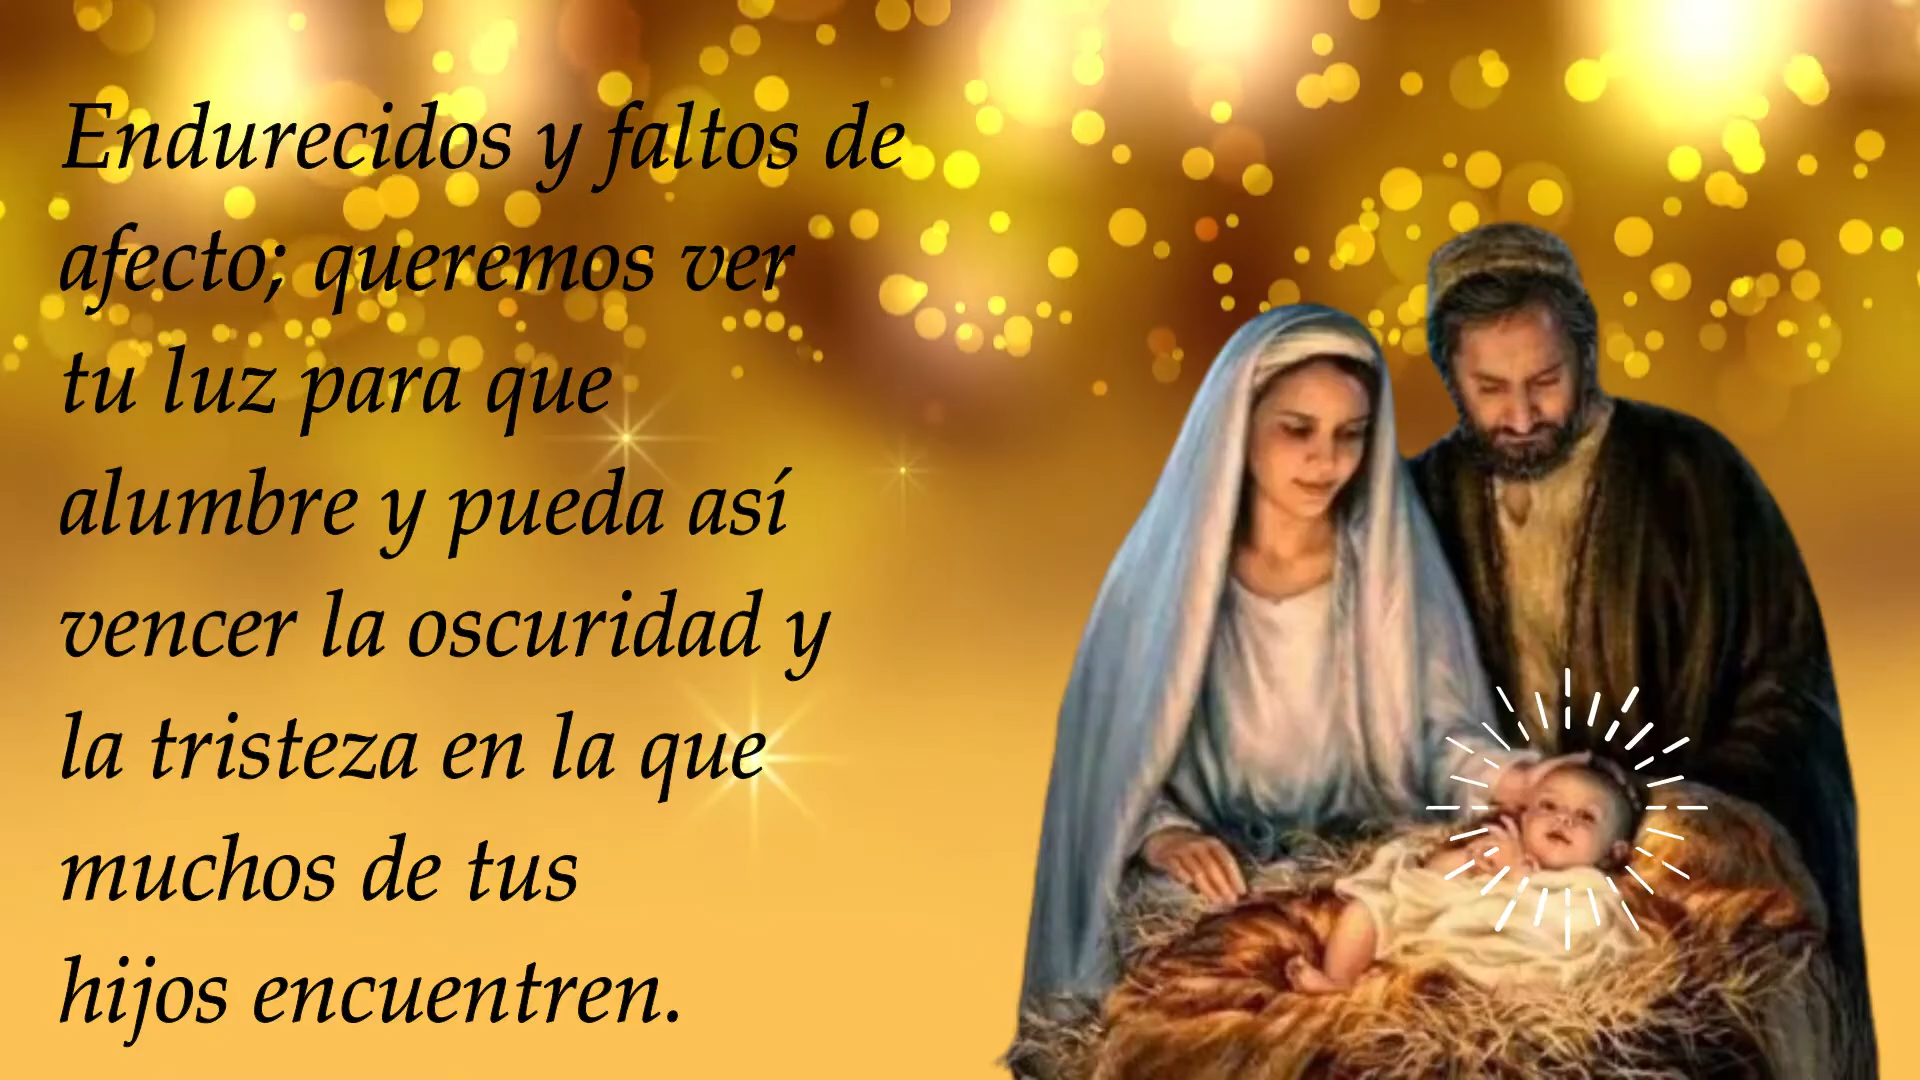 Endurecidos y faltos de
afecto; queremos ver
tu luz para que
alumbre y pueda así
vencer la oscuridad y
la tristeza en la que
muchos de tus
hijos encuentren.